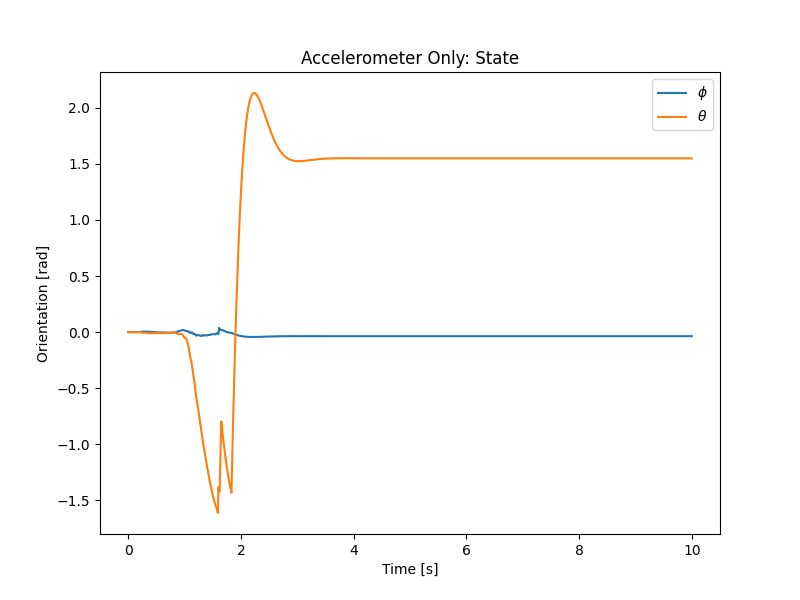 Accelerometer Only: State
ϕ
θ
2.0
1.5
1.0
0.5
0.0
−0.5
−1.0
−1.5
Orientation [rad]
0 2 4 6 8 10
Time [s]